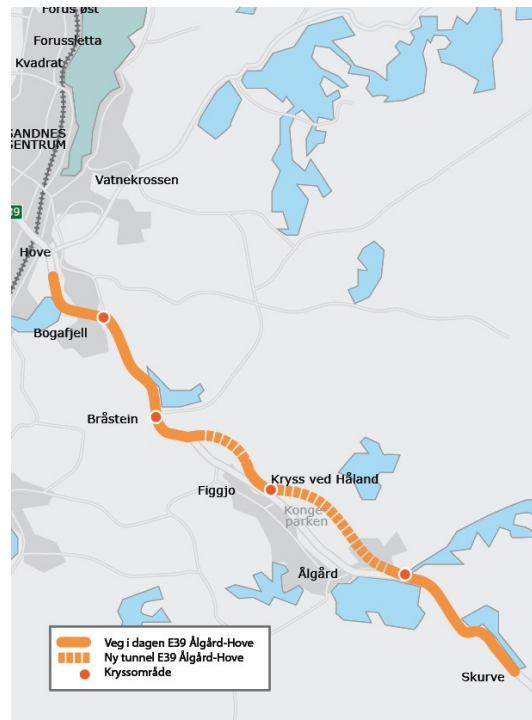 Forus øst
Forussletta
Kvadrat
SANDNES
SENTRUM
Vatnekrossen
39
Hove
Bogafjell
Bråstein
Figgjo
Kryss ved Håland
Konge
parken
Ålgård
Skurve
Veg i dagen E39 Ålgård-Hove
Ny tunnel E39 Ålgård-Hove
Kryssområde